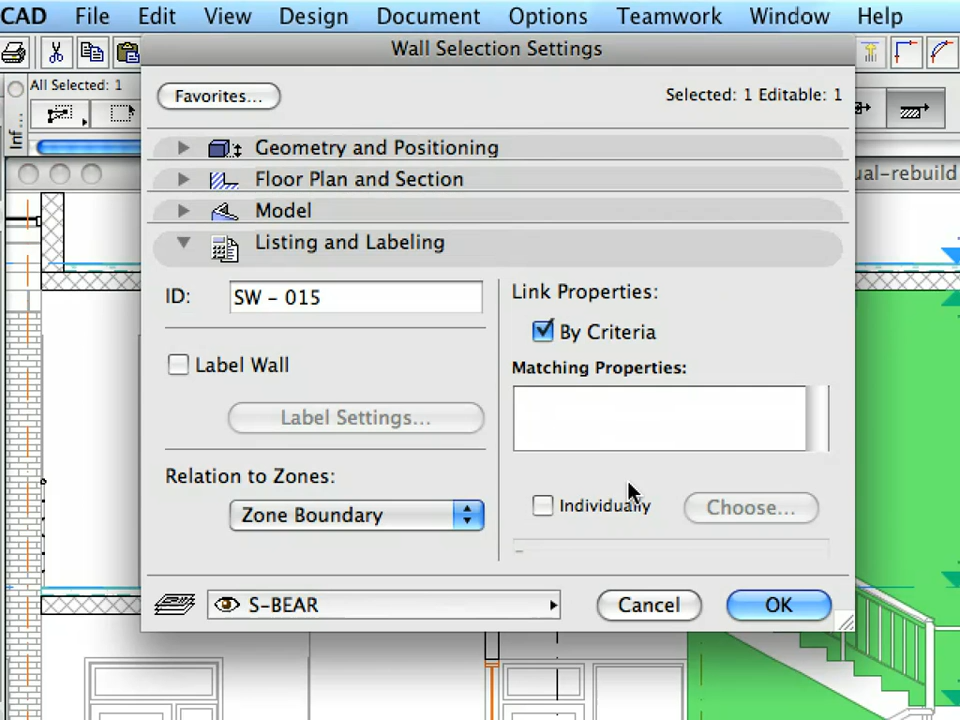 CAD File Edit View Design Document Options Teamwork Window Help
Wall Selection Settings
All Selected: 1
Favorites...
Selected: 1 Editable: 1
Inf...
Geometry and Positioning
ual-rebuild
Floor Plan and Section
Model
Listing and Labeling
ID:
SW - 015
Link Properties:
By Criteria
Label Wall
Matching Properties:
Label Settings...
Relation to Zones:
Zone Boundary
Individually
Choose...
S-BEAR
Cancel
OK